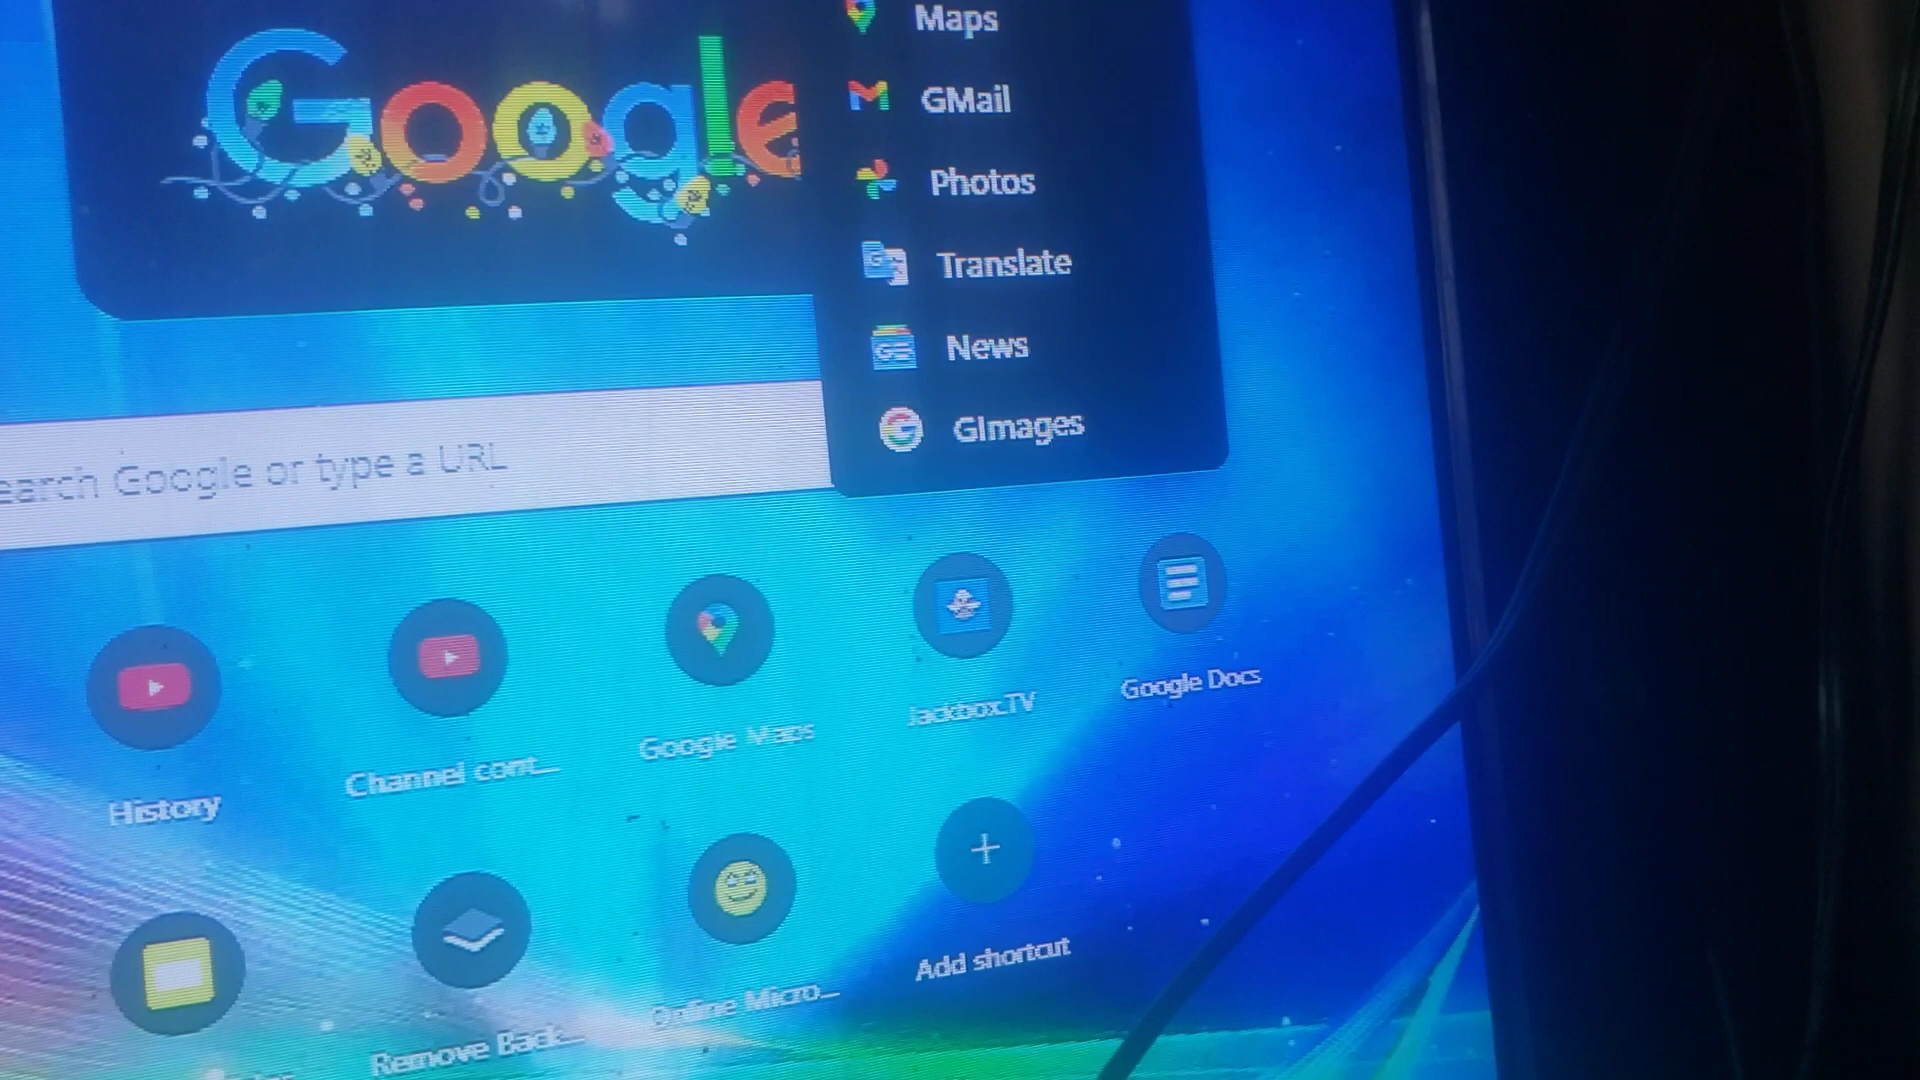 Google
Maps
GMail
Photos
Translate
News
GImages
earch Google or type a URL
History
Channel cont...
Google Maps
Jackbox.TV
Google Docs
Remove Back...
Online Micro...
Add shortcut